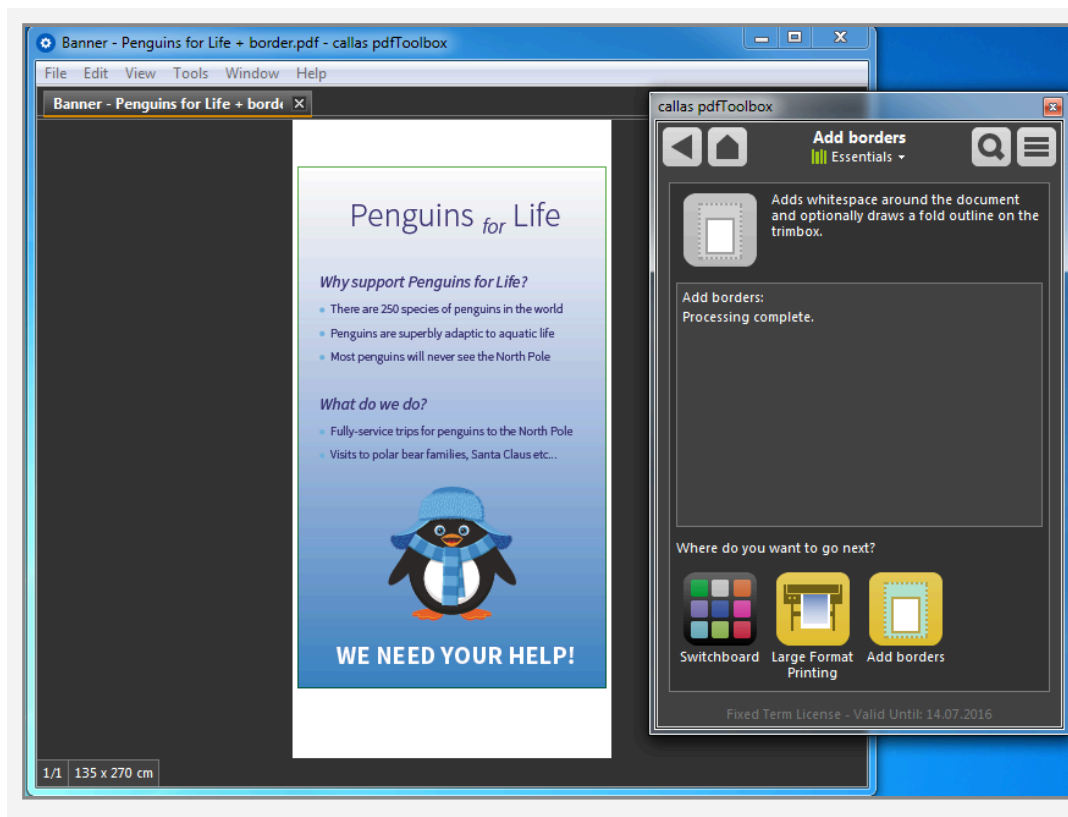 Banner - Penguins for Life + border.pdf - callas pdfToolbox
File Edit View Tools Window Help
Banner - Penguins for Life + borde
Penguins for Life
Why support Penguins for Life?
There are 250 species of penguins in the world
Penguins are superbly adaptic to aquatic life
Most penguins will never see the North Pole
What do we do?
Fully-service trips for penguins to the North Pole
Visits to polar bear families, Santa Claus etc...
WE NEED YOUR HELP!
1/1 135 x 270 cm
callas pdfToolbox
Add borders
Essentials
Adds whitespace around the document
and optionally draws a fold outline on the
trimbox.
Add borders:
Processing complete.
Where do you want to go next?
Switchboard
Large Format
Printing
Add borders
Fixed Term License - Valid Until: 14.07.2016